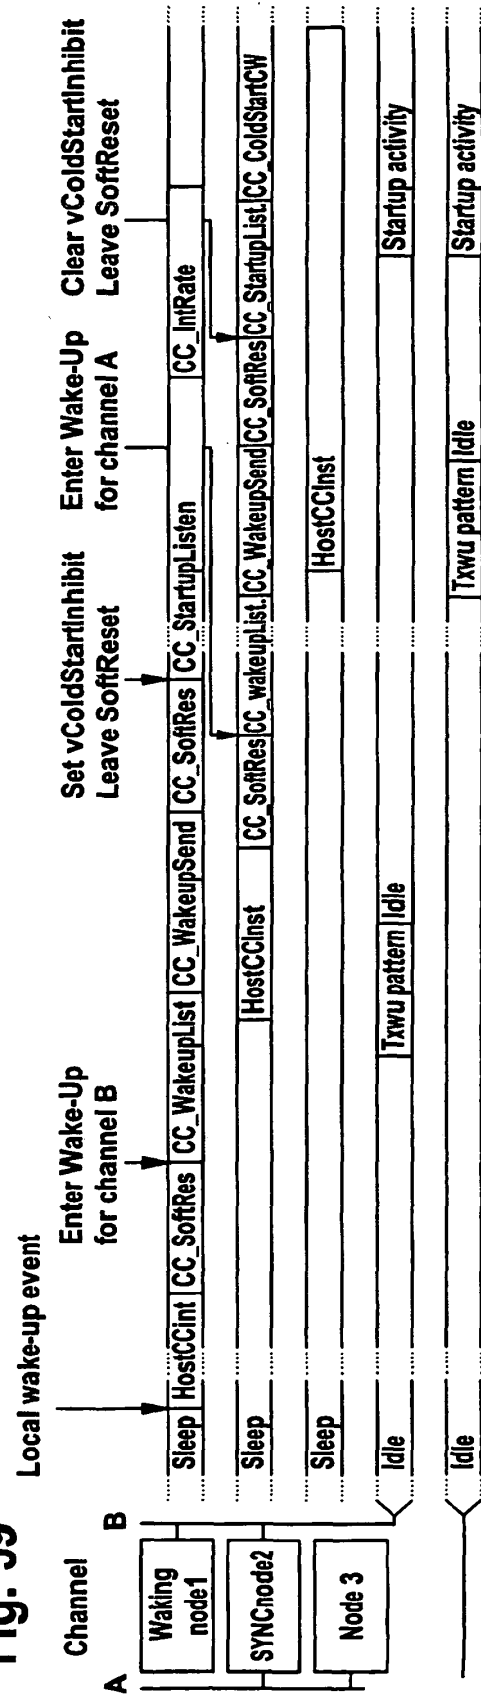 Fig. 59
Local wake-up event
Enter Wake-Up
for channel B
Set vColdStartInhibit
Leave SoftReset
Enter Wake-Up
for channel A
Clear vColdStartInhibit
Leave SoftReset
Channel
A
B
Waking
node1
Sleep HostCCint CC_SoftRes CC_WakeupList CC_WakeupSend CC_SoftRes CC_StartupListen CC_IntRate
SYNCnode2
Sleep HostCCInst CC_SoftRes CC_wakeupList. CC_WakeupSend CC_SoftRes CC_StartupList. CC_ColdStartCW
Node 3
Sleep HostCCInst
Idle Txwu pattern Idle Startup activity
Idle Txwu pattern Idle Startup activity